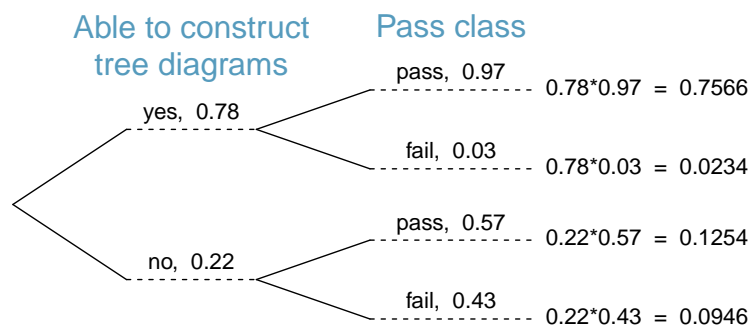 Able to construct
tree diagrams
Pass class
yes, 0.78
pass, 0.97
0.78*0.97 = 0.7566
fail, 0.03
0.78*0.03 = 0.0234
no, 0.22
pass, 0.57
0.22*0.57 = 0.1254
fail, 0.43
0.22*0.43 = 0.0946